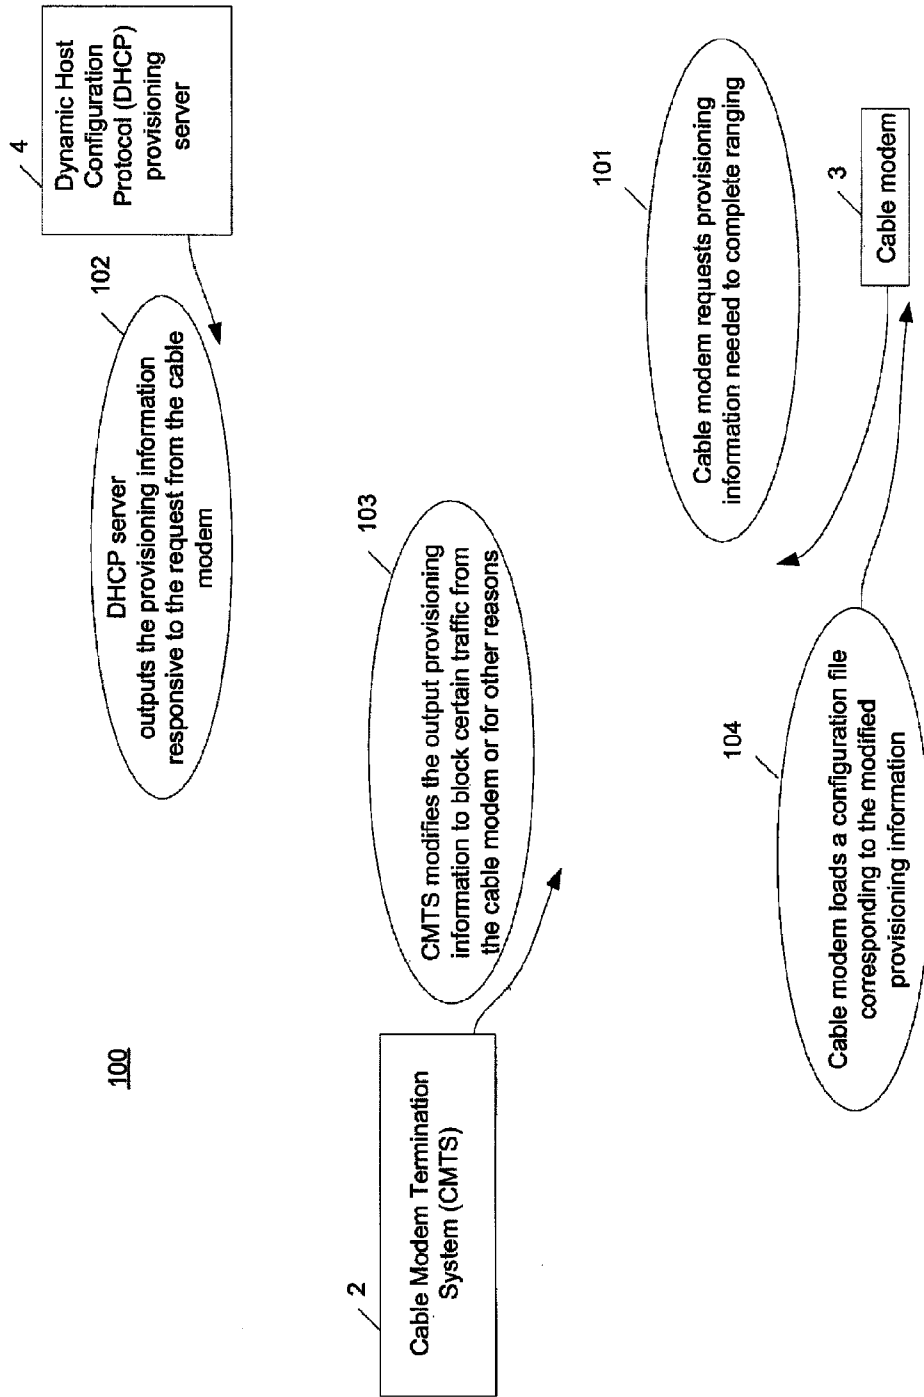 100
4
Dynamic Host
Configuration
Protocol (DHCP)
provisioning
server
102
DHCP server
outputs the provisioning information
responsive to the request from the cable
modem
2
Cable Modem Termination
System (CMTS)
103
CMTS modifies the output provisioning
information to block certain traffic from
the cable modem or for other reasons
101
Cable modem requests provisioning
information needed to complete ranging
104
Cable modem loads a configuration file
corresponding to the modified
provisioning information
3
Cable modem